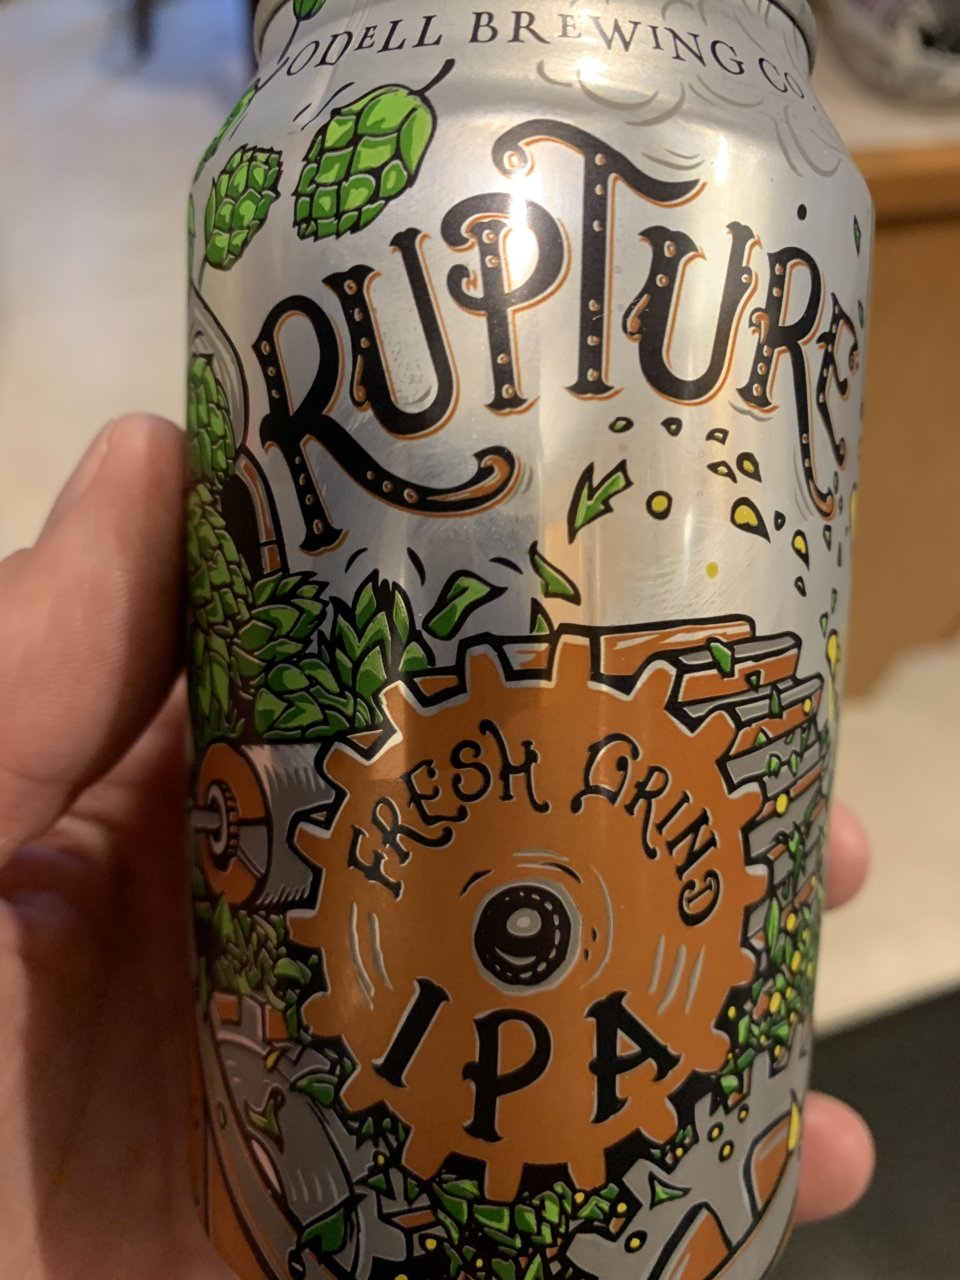 ODELL BREWING CO.
RUPTURE
FRESH GRIND
IPA